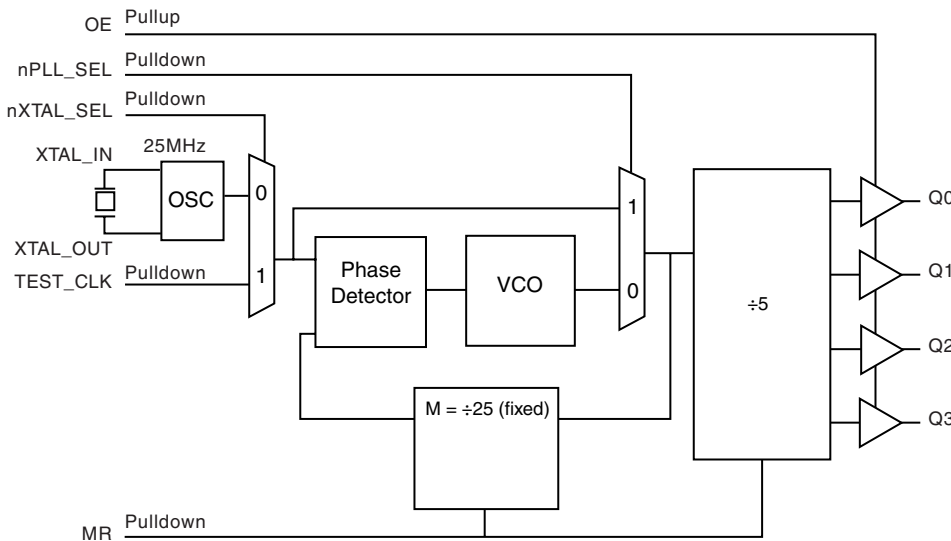 OE Pullup
nPLL_SEL Pulldown
nXTAL_SEL Pulldown
25MHz
XTAL_IN
OSC
0
1
XTAL_OUT
TEST_CLK Pulldown
1
0
Phase
Detector
VCO
÷5
Q0
Q1
Q2
Q3
M = ÷25 (fixed)
MR Pulldown